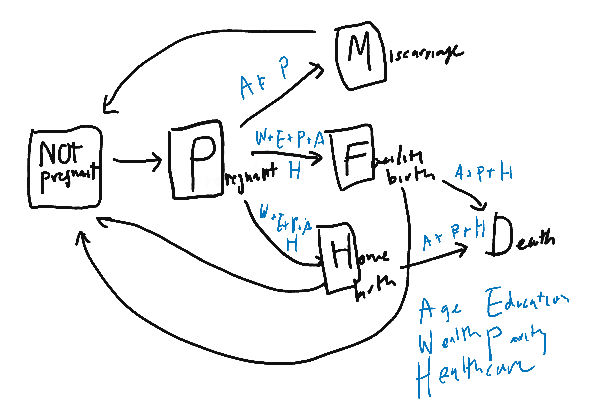 Miscarriage
A + P
NOT
pregnant
Pregnant
W+E+P+A
H
Facility
birth
A+P+H
W+E+P+A
H
Home
birth
A+P+H
Death
Age Education
Wealth Parity
Healthcare